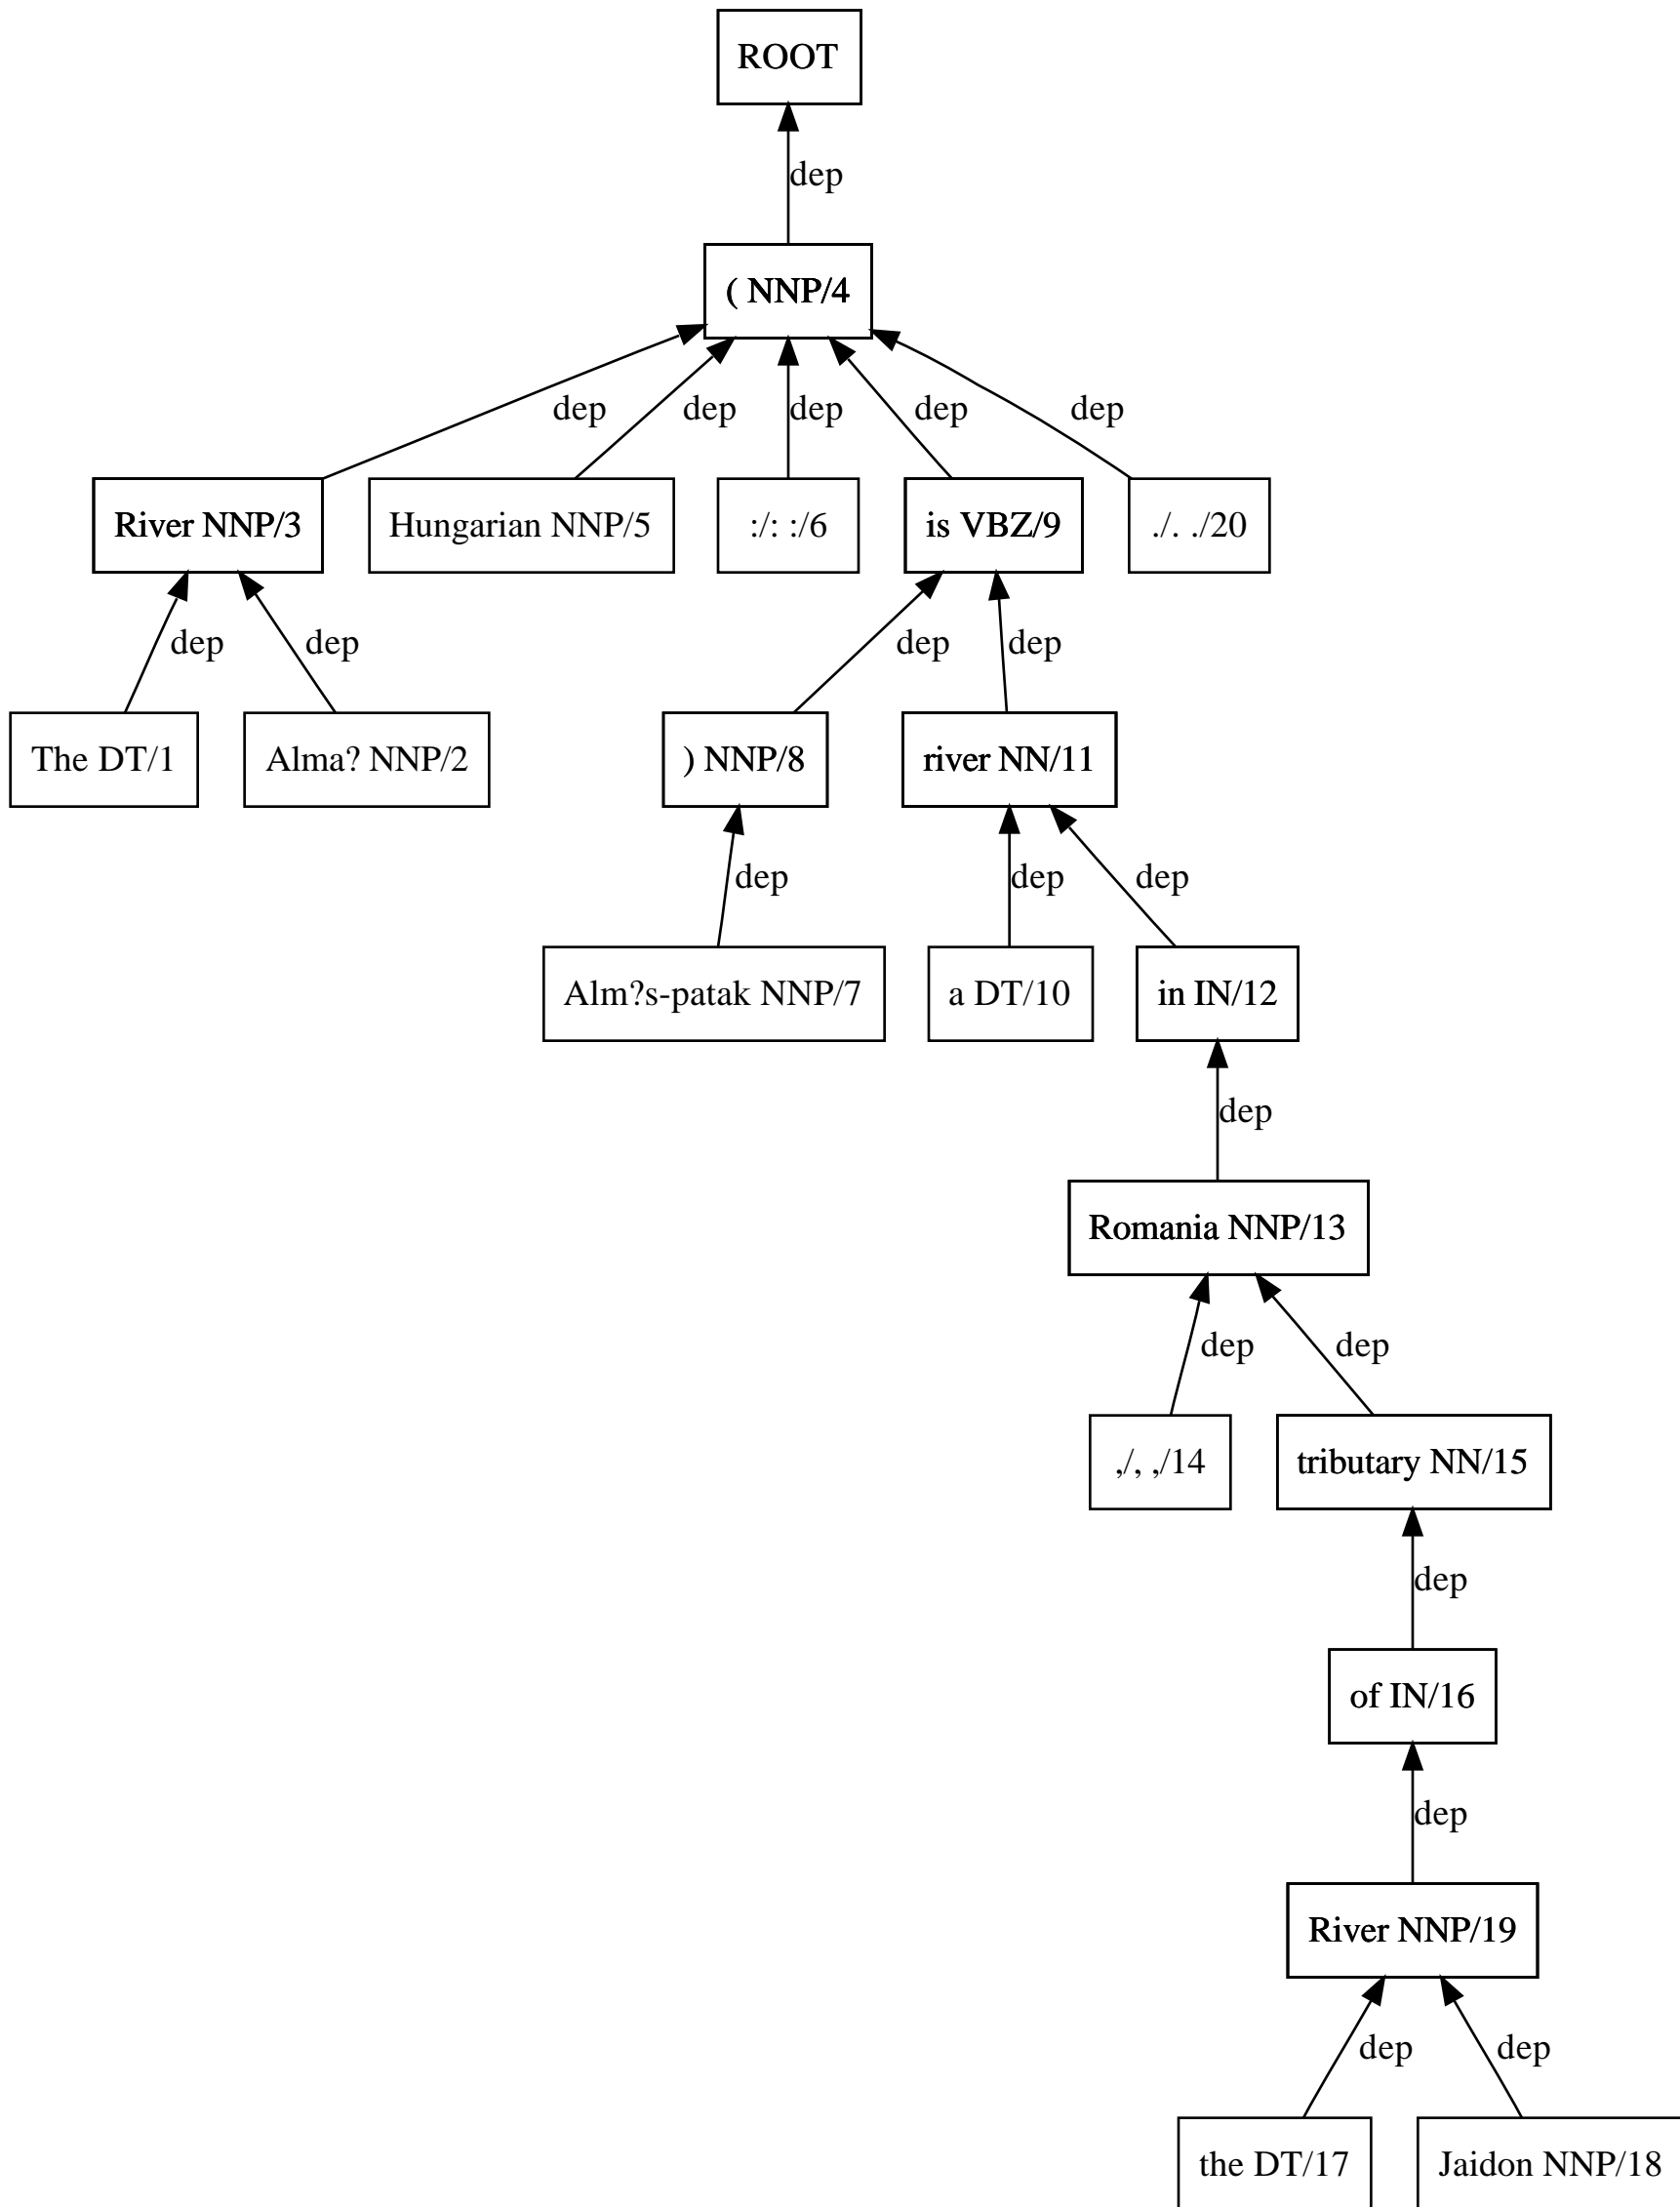 ROOT
dep
( NNP/4
dep dep dep dep dep
River NNP/3 Hungarian NNP/5 :/: :/6 is VBZ/9 ./. ./20
dep dep dep dep
The DT/1 Alma? NNP/2 ) NNP/8 river NN/11
dep dep dep
Alm?s-patak NNP/7 a DT/10 in IN/12
dep
Romania NNP/13
dep dep
,/, ,/14 tributary NN/15
dep
of IN/16
dep
River NNP/19
dep dep
the DT/17 Jaidon NNP/18